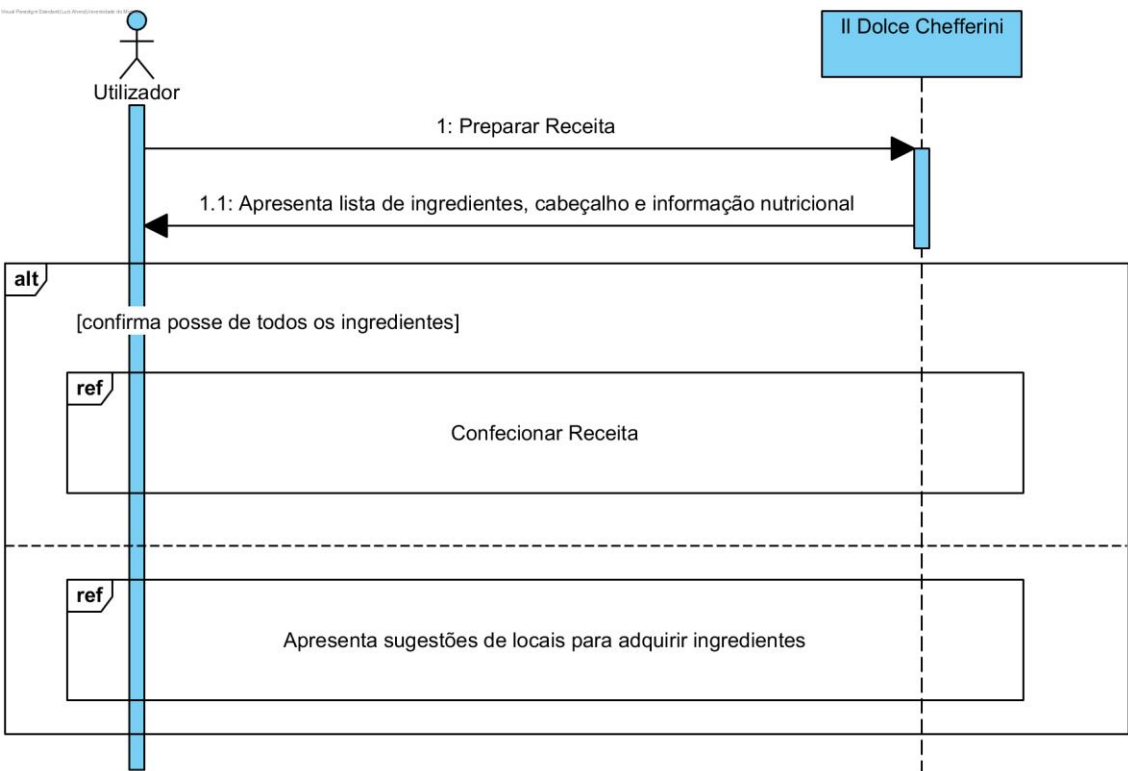 Utilizador
Il Dolce Chefferini
1: Preparar Receita
1.1: Apresenta lista de ingredientes, cabeçalho e informação nutricional
alt
[confirma posse de todos os ingredientes]
ref
Confecionar Receita
ref
Apresenta sugestões de locais para adquirir ingredientes